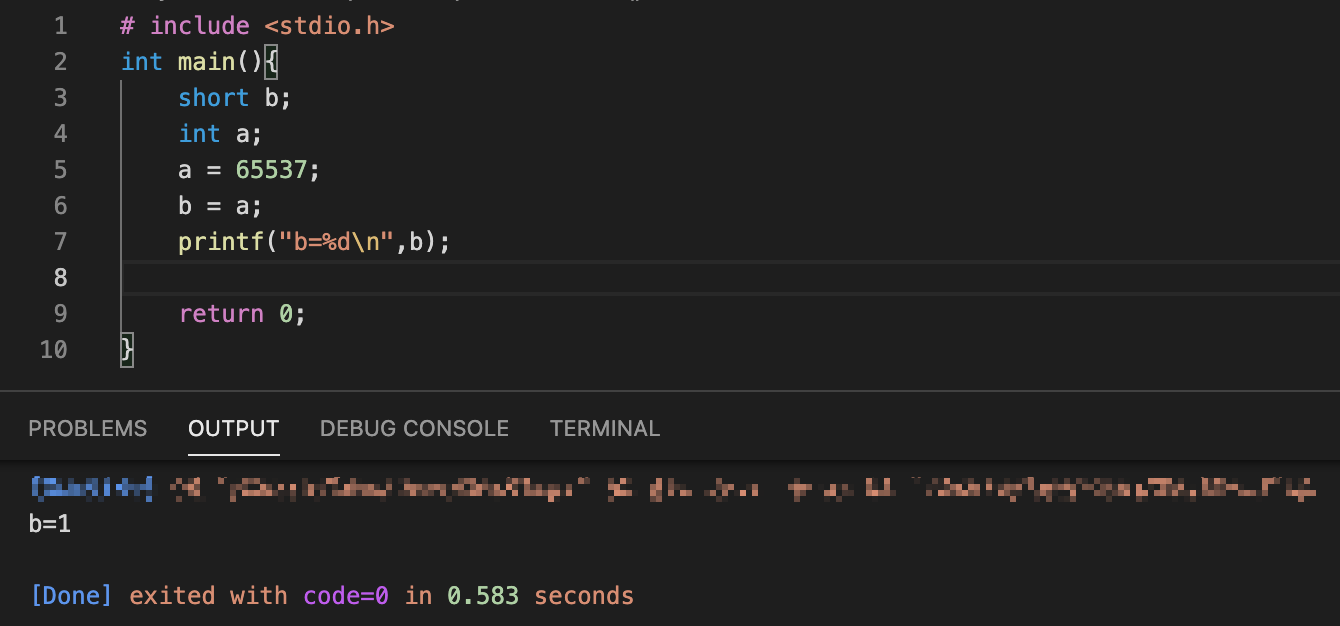 1 # include <stdio.h>
2 int main(){
3 short b;
4 int a;
5 a = 65537;
6 b = a;
7 printf("b=%d\n",b);
8
9 return 0;
10 }
PROBLEMS OUTPUT DEBUG CONSOLE TERMINAL
b=1
[Done] exited with code=0 in 0.583 seconds